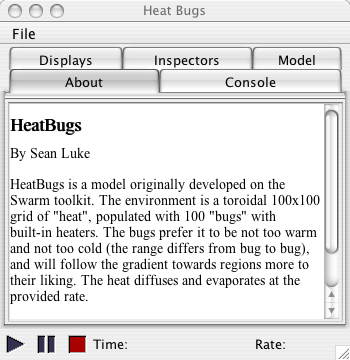 Heat Bugs
File
Displays Inspectors Model
About Console
HeatBugs
By Sean Luke
HeatBugs is a model originally developed on the
Swarm toolkit. The environment is a toroidal 100x100
grid of "heat", populated with 100 "bugs" with
built-in heaters. The bugs prefer it to be not too warm
and not too cold (the range differs from bug to bug),
and will follow the gradient towards regions more to
their liking. The heat diffuses and evaporates at the
provided rate.
Time: Rate: